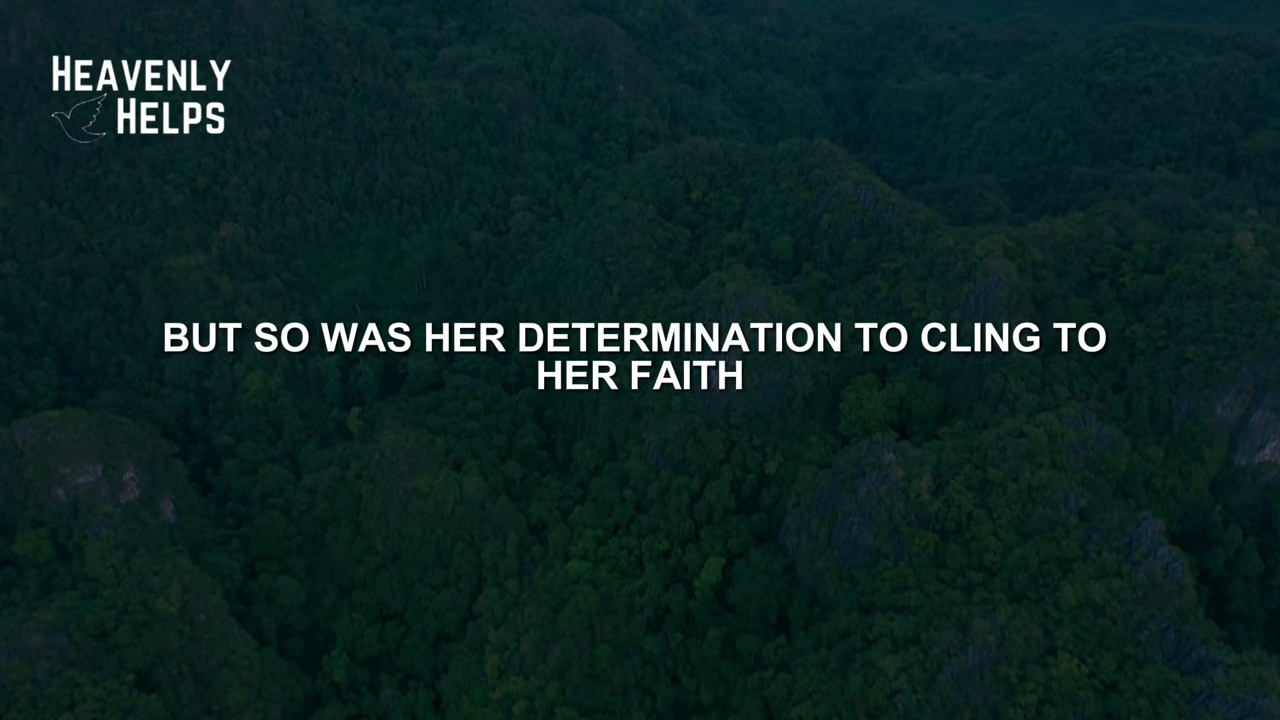 HEAVENLY
HELPS
BUT SO WAS HER DETERMINATION TO CLING TO
HER FAITH